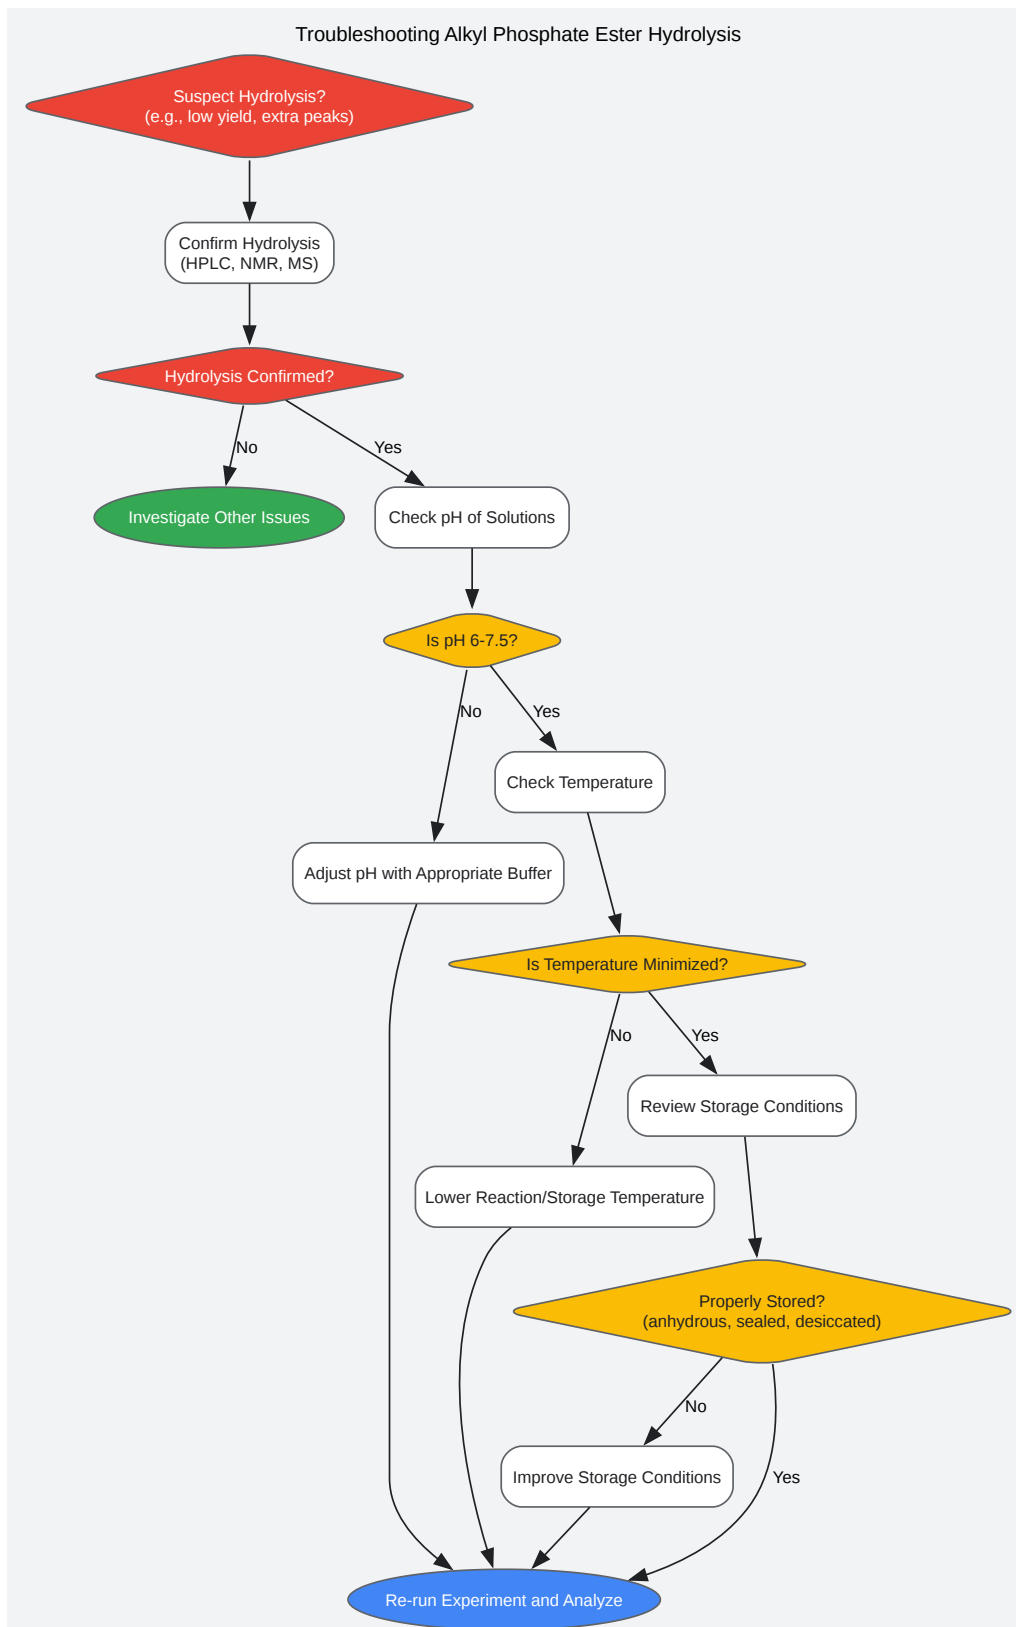 Troubleshooting Alkyl Phosphate Ester Hydrolysis
Suspect Hydrolysis?
(e.g., low yield, extra peaks)
Confirm Hydrolysis
(HPLC, NMR, MS)
Hydrolysis Confirmed?
No
Yes
Investigate Other Issues
Check pH of Solutions
Is pH 6-7.5?
No
Yes
Check Temperature
Adjust pH with Appropriate Buffer
Is Temperature Minimized?
No
Yes
Review Storage Conditions
Lower Reaction/Storage Temperature
Properly Stored?
(anhydrous, sealed, desiccated)
No
Improve Storage Conditions
Yes
Re-run Experiment and Analyze